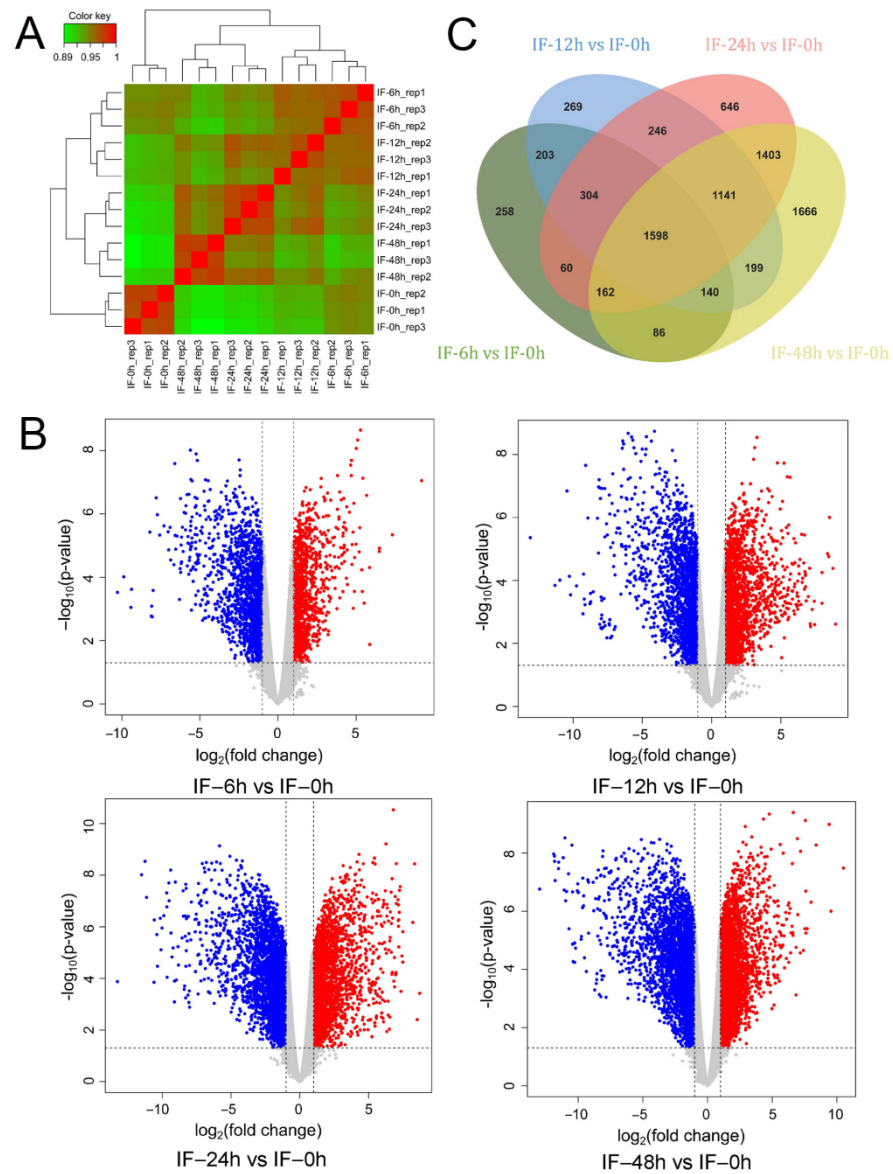 A
Color key
0.89 0.95 1
IF-6h_rep1
IF-6h_rep3
IF-6h_rep2
IF-12h_rep2
IF-12h_rep3
IF-12h_rep1
IF-24h_rep1
IF-24h_rep2
IF-24h_rep3
IF-48h_rep1
IF-48h_rep3
IF-48h_rep2
IF-0h_rep2
IF-0h_rep1
IF-0h_rep3
IF-0h_rep3
IF-0h_rep1
IF-0h_rep2
IF-48h_rep2
IF-48h_rep3
IF-48h_rep1
IF-24h_rep3
IF-24h_rep2
IF-24h_rep1
IF-12h_rep1
IF-12h_rep3
IF-12h_rep2
IF-6h_rep2
IF-6h_rep3
IF-6h_rep1
C
IF-12h vs IF-0h
IF-24h vs IF-0h
269
646
246
203
1403
304
1141
258
1666
1598
60
199
162
140
86
IF-6h vs IF-0h
IF-48h vs IF-0h
B
8
6
4
2
0
−log10(p-value)
−10 −5 0 5
log2(fold change)
IF−6h vs IF−0h
8
6
4
2
0
-log10(p-value)
−10 −5 0 5
log2(fold change)
IF−12h vs IF−0h
10
8
6
4
2
0
-log10(p-value)
−10 −5 0 5
log2(fold change)
IF−24h vs IF−0h
8
6
4
2
0
-log10(p-value)
−10 −5 0 5 10
log2(fold change)
IF−48h vs IF−0h